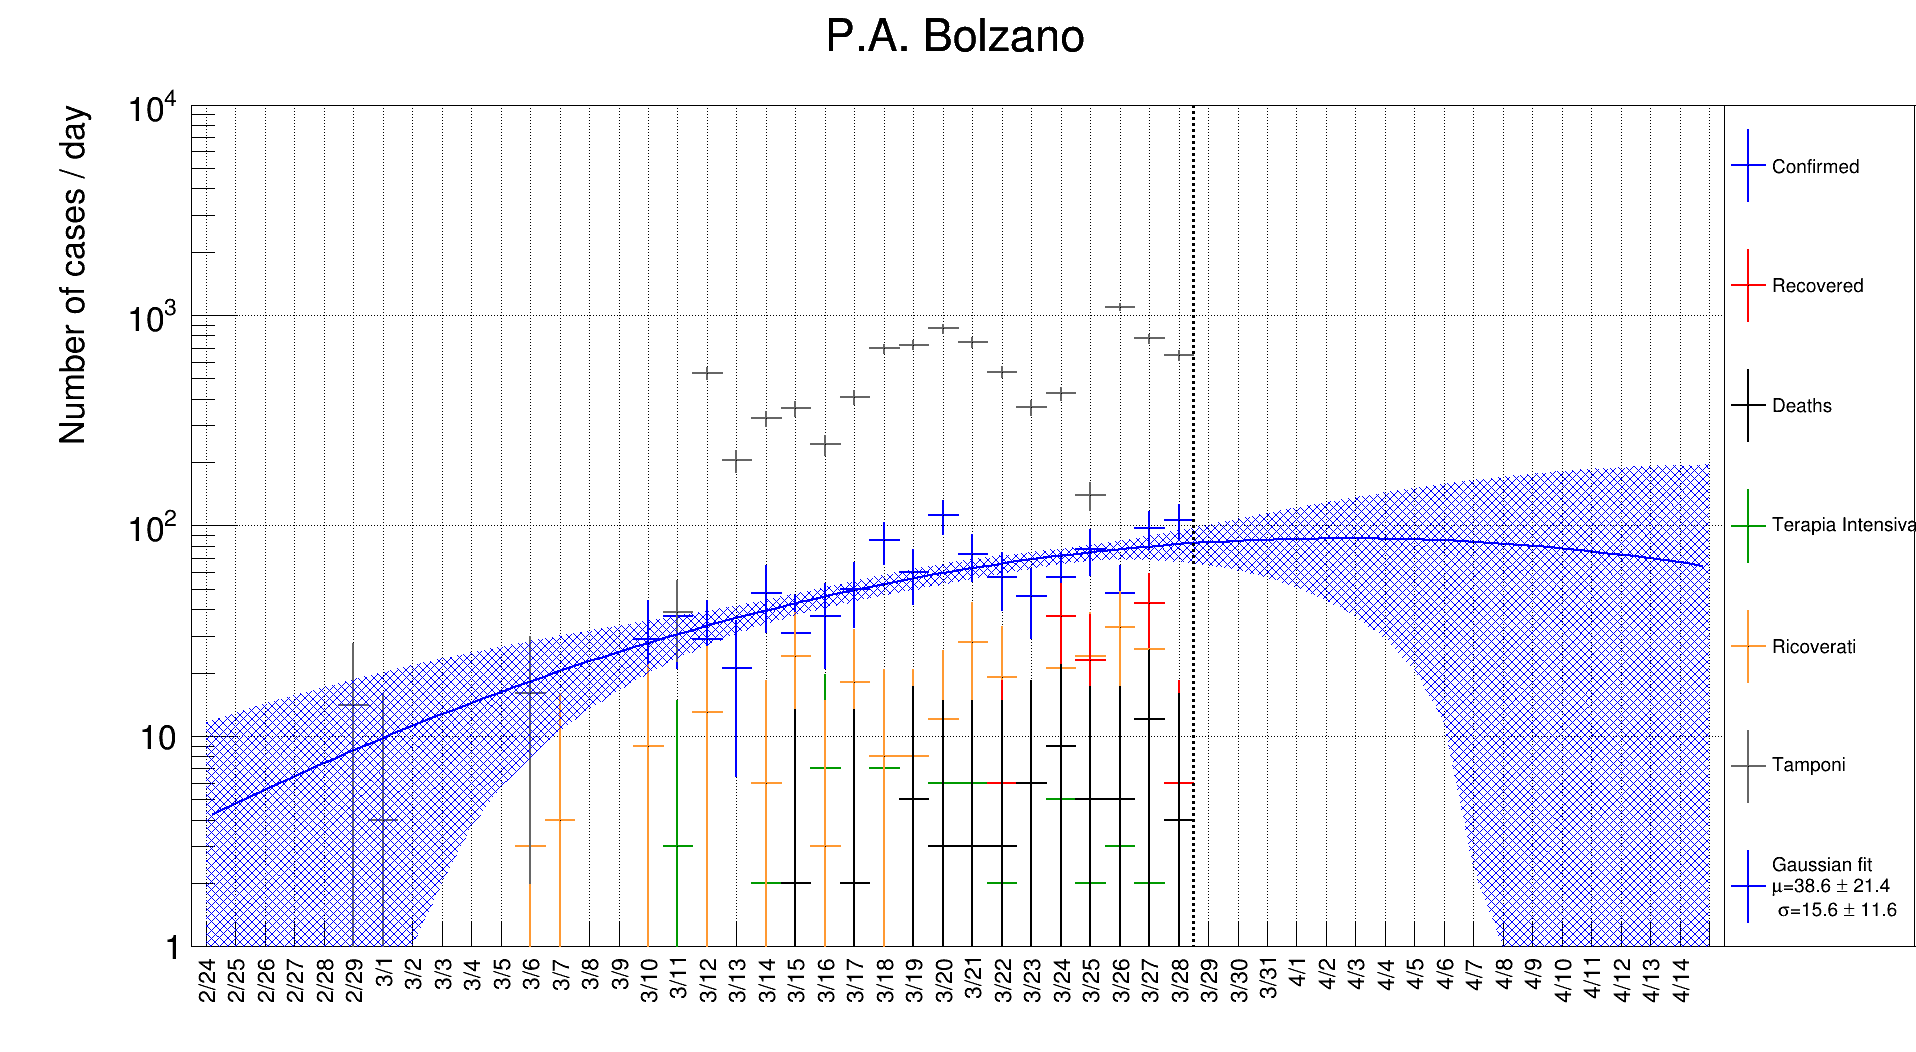 P.A. Bolzano
Number of cases / day
10⁴
10³
10²
10
1
2/24 2/25 2/26 2/27 2/28 2/29 3/1 3/2 3/3 3/4 3/5 3/6 3/7 3/8 3/9 3/10 3/11 3/12 3/13 3/14 3/15 3/16 3/17 3/18 3/19 3/20 3/21 3/22 3/23 3/24 3/25 3/26 3/27 3/28 3/29 3/30 3/31 4/1 4/2 4/3 4/4 4/5 4/6 4/7 4/8 4/9 4/10 4/11 4/12 4/13 4/14
Confirmed
Recovered
Deaths
Terapia Intensiva
Ricoverati
Tamponi
Gaussian fit
μ=38.6 ± 21.4
σ=15.6 ± 11.6